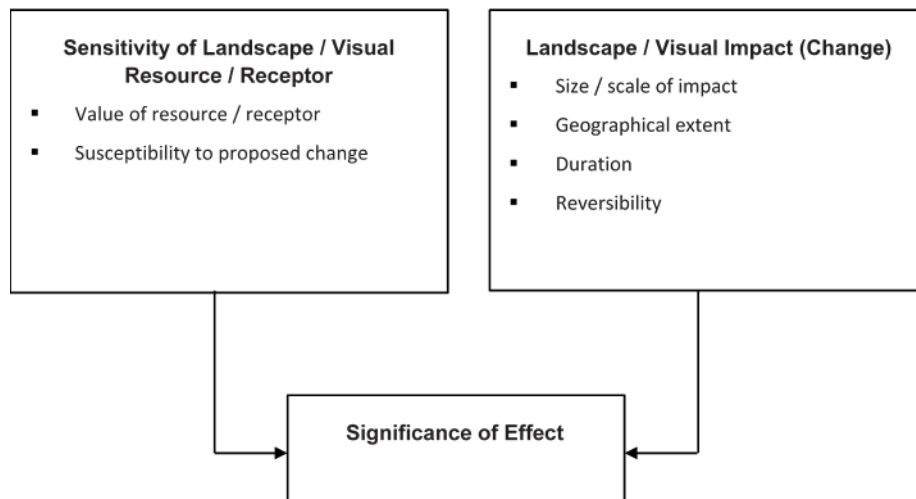 Sensitivity of Landscape / Visual
Resource / Receptor
▪ Value of resource / receptor
▪ Susceptibility to proposed change
Landscape / Visual Impact (Change)
▪ Size / scale of impact
▪ Geographical extent
▪ Duration
▪ Reversibility
Significance of Effect